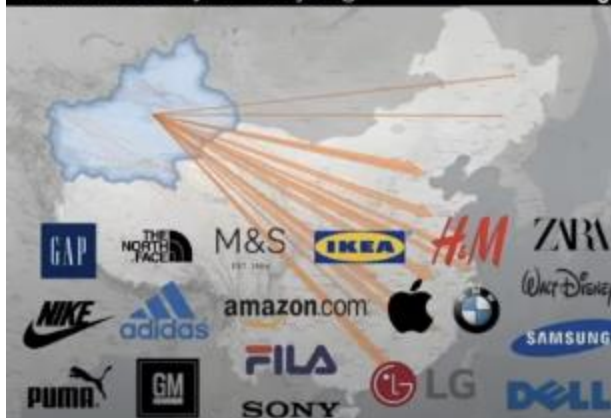 GAP
THE NORTH FACE
M&S
EST. 1884
IKEA
H&M
ZARA
NIKE
adidas
amazon.com
WALT DISNEY
SAMSUNG
PUMA
GM
FILA
SONY
LG
DELL